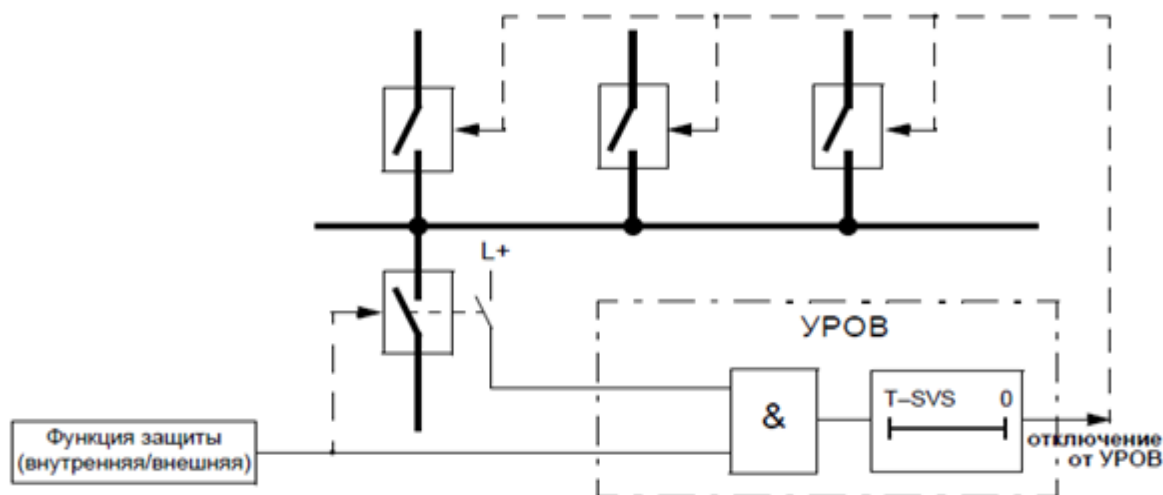 L+
УРОВ
&
T–SVS 0
Функция защиты
(внутренняя/внешняя)
отключение
от УРОВ